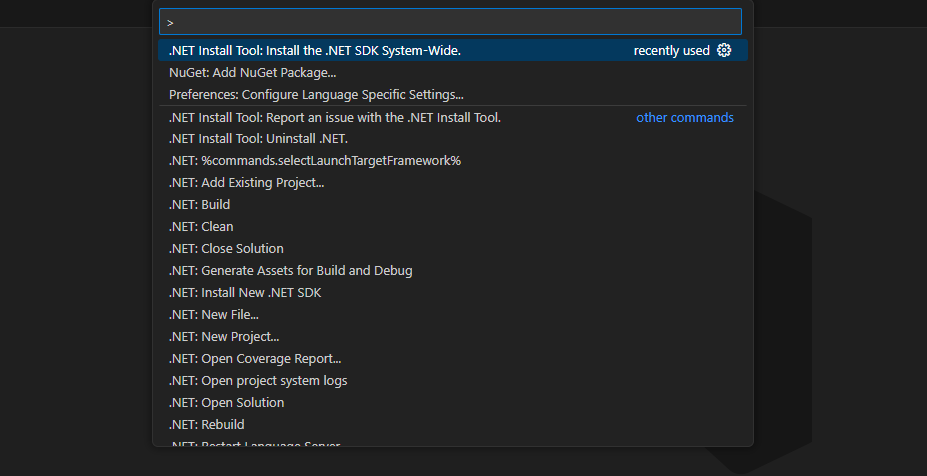 >
.NET Install Tool: Install the .NET SDK System-Wide. recently used
NuGet: Add NuGet Package...
Preferences: Configure Language Specific Settings...
.NET Install Tool: Report an issue with the .NET Install Tool. other commands
.NET Install Tool: Uninstall .NET.
.NET: %commands.selectLaunchTargetFramework%
.NET: Add Existing Project...
.NET: Build
.NET: Clean
.NET: Close Solution
.NET: Generate Assets for Build and Debug
.NET: Install New .NET SDK
.NET: New File...
.NET: New Project...
.NET: Open Coverage Report...
.NET: Open project system logs
.NET: Open Solution
.NET: Rebuild
.NET: Restart Language Server